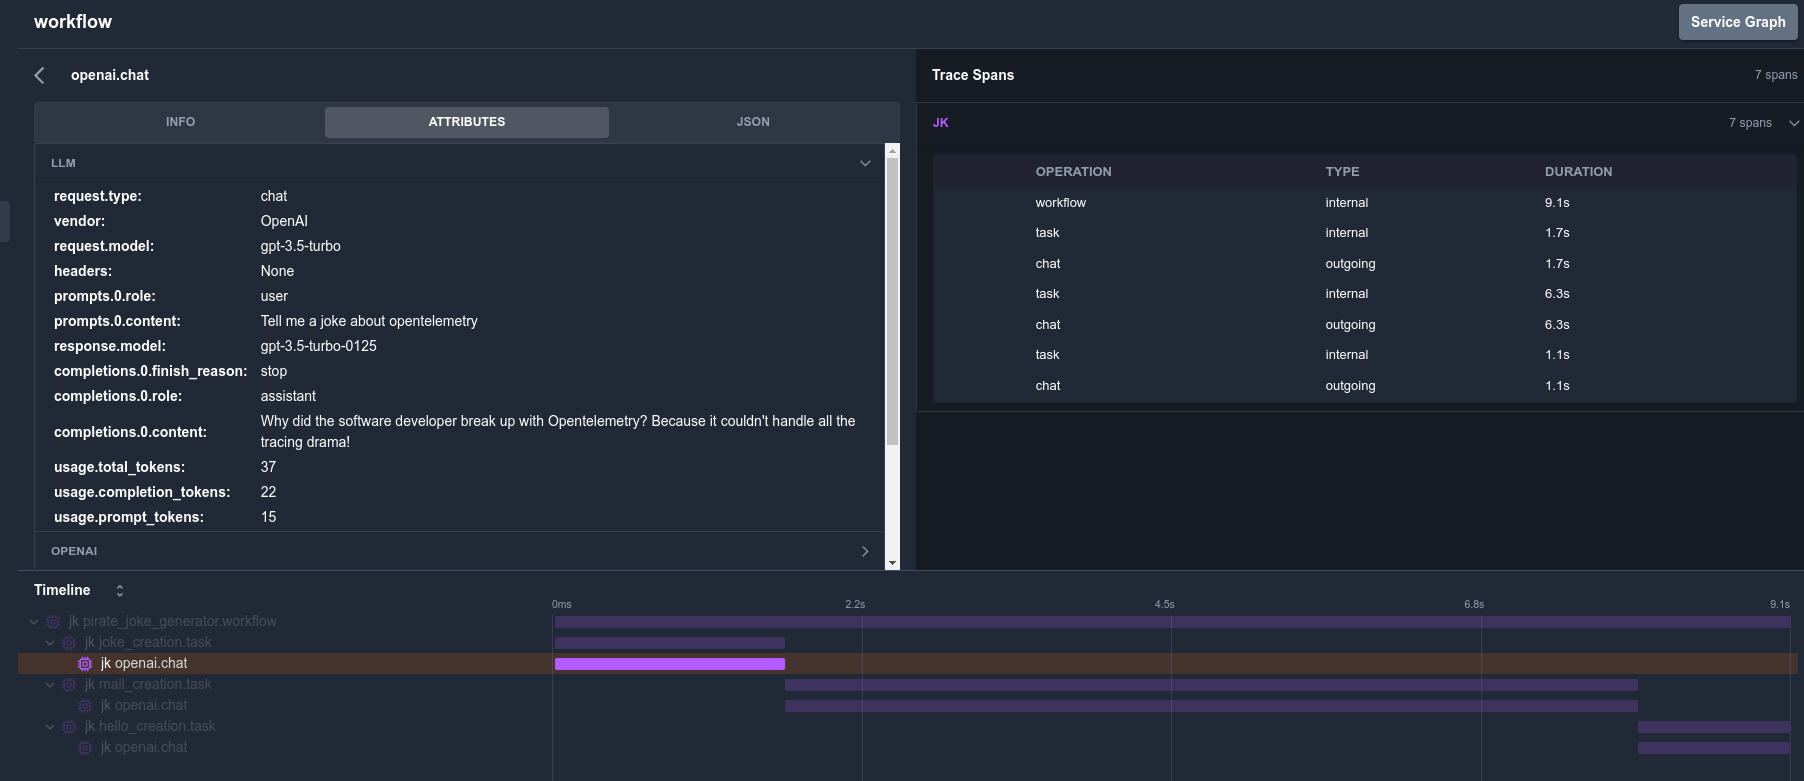 workflow
Service Graph
openai.chat
INFO ATTRIBUTES JSON
LLM
request.type: chat
vendor: OpenAI
request.model: gpt-3.5-turbo
headers: None
prompts.0.role: user
prompts.0.content: Tell me a joke about opentelemetry
response.model: gpt-3.5-turbo-0125
completions.0.finish_reason: stop
completions.0.role: assistant
completions.0.content: Why did the software developer break up with Opentelemetry? Because it couldn't handle all the
tracing drama!
usage.total_tokens: 37
usage.completion_tokens: 22
usage.prompt_tokens: 15
OPENAI
Trace Spans 7 spans
JK 7 spans
OPERATION TYPE DURATION
workflow internal 9.1s
task internal 1.7s
chat outgoing 1.7s
task internal 6.3s
chat outgoing 6.3s
task internal 1.1s
chat outgoing 1.1s
Timeline
0ms 2.2s 4.5s 6.8s 9.1s
jk pirate_joke_generator.workflow
jk joke_creation.task
jk openai.chat
jk mail_creation.task
jk openai.chat
jk hello_creation.task
jk openai.chat